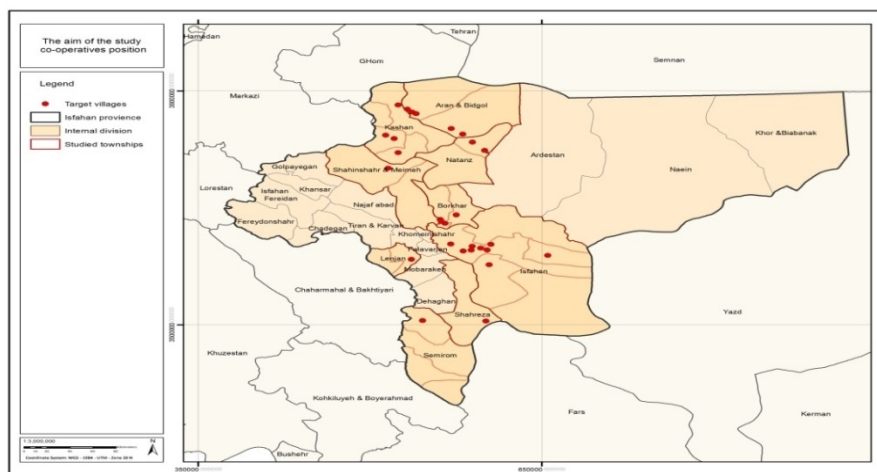 The aim of the study
co-operatives position
Legend
Target villages
Isfahan provience
Internal division
Studied townships
1:3,000,000
N
Hamedan
Tehran
GHom
Semnan
Markazi
Aran & Bidgol
Kashan
Khor &Biabanak
Natanz
Ardestan
Naein
Golpayegan
Shahinshahr & Meimeh
Lorestan
Isfahan
Fereidan
Khansar
Najaf abad
Borkhar
Fereydonshahr
Tiran & Karvan
Chadegan
Khomeinishahr
Falavarjan
Lenjan
Mobarakeh
Isfahan
Chaharmahal & Bakhtiyari
Dehaghan
Yazd
Shahreza
Khuzestan
Semirom
Kohkiluyeh & Boyerahmad
Fars
Kerman
Bushehr
350000
650000